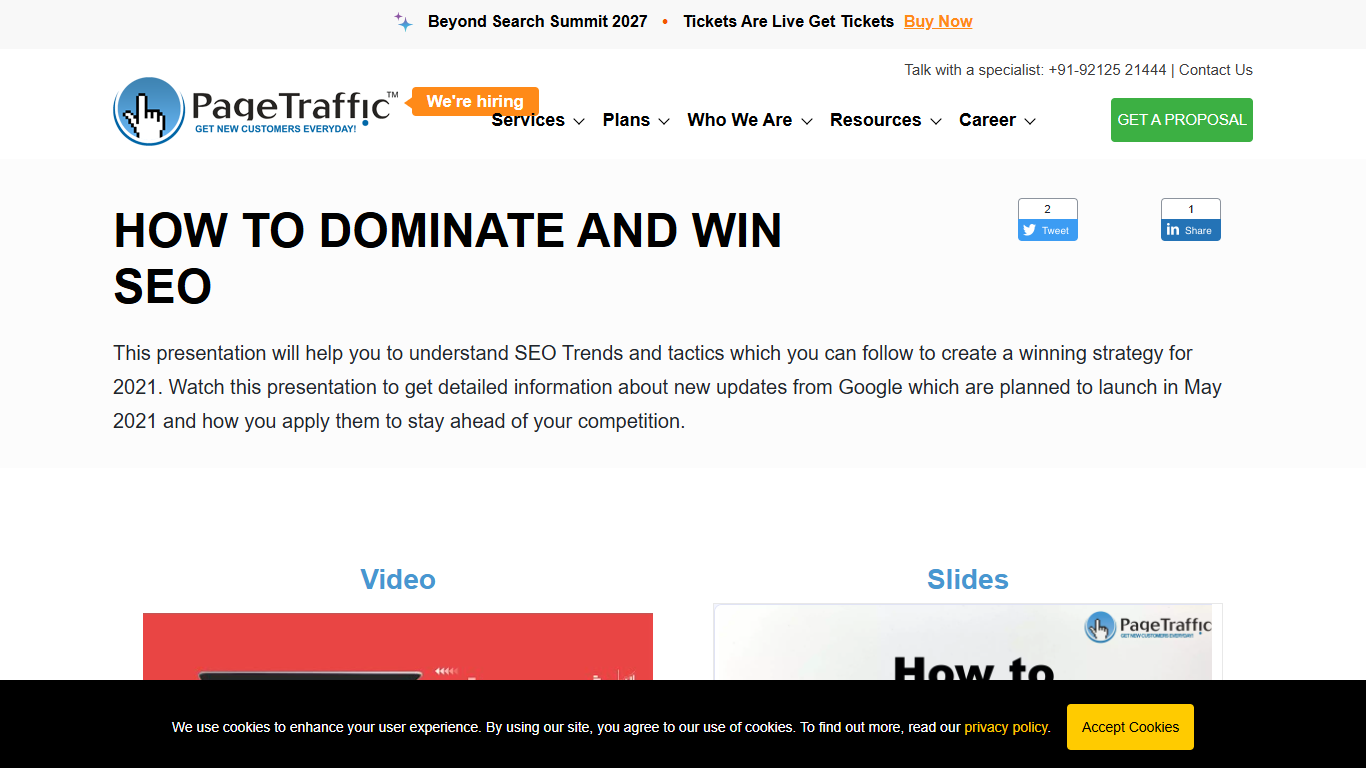 Beyond Search Summit 2027 • Tickets Are Live Get Tickets Buy Now
Talk with a specialist: +91-92125 21444 | Contact Us
PageTraffic™
GET NEW CUSTOMERS EVERYDAY!
We're hiring
Services
Plans
Who We Are
Resources
Career
GET A PROPOSAL
HOW TO DOMINATE AND WIN
SEO
2
Tweet
1
in Share
This presentation will help you to understand SEO Trends and tactics which you can follow to create a winning strategy for
2021. Watch this presentation to get detailed information about new updates from Google which are planned to launch in May
2021 and how you apply them to stay ahead of your competition.
Video
Slides
PageTraffic
GET NEW CUSTOMERS EVERYDAY!
How to
We use cookies to enhance your user experience. By using our site, you agree to our use of cookies. To find out more, read our privacy policy.
Accept Cookies